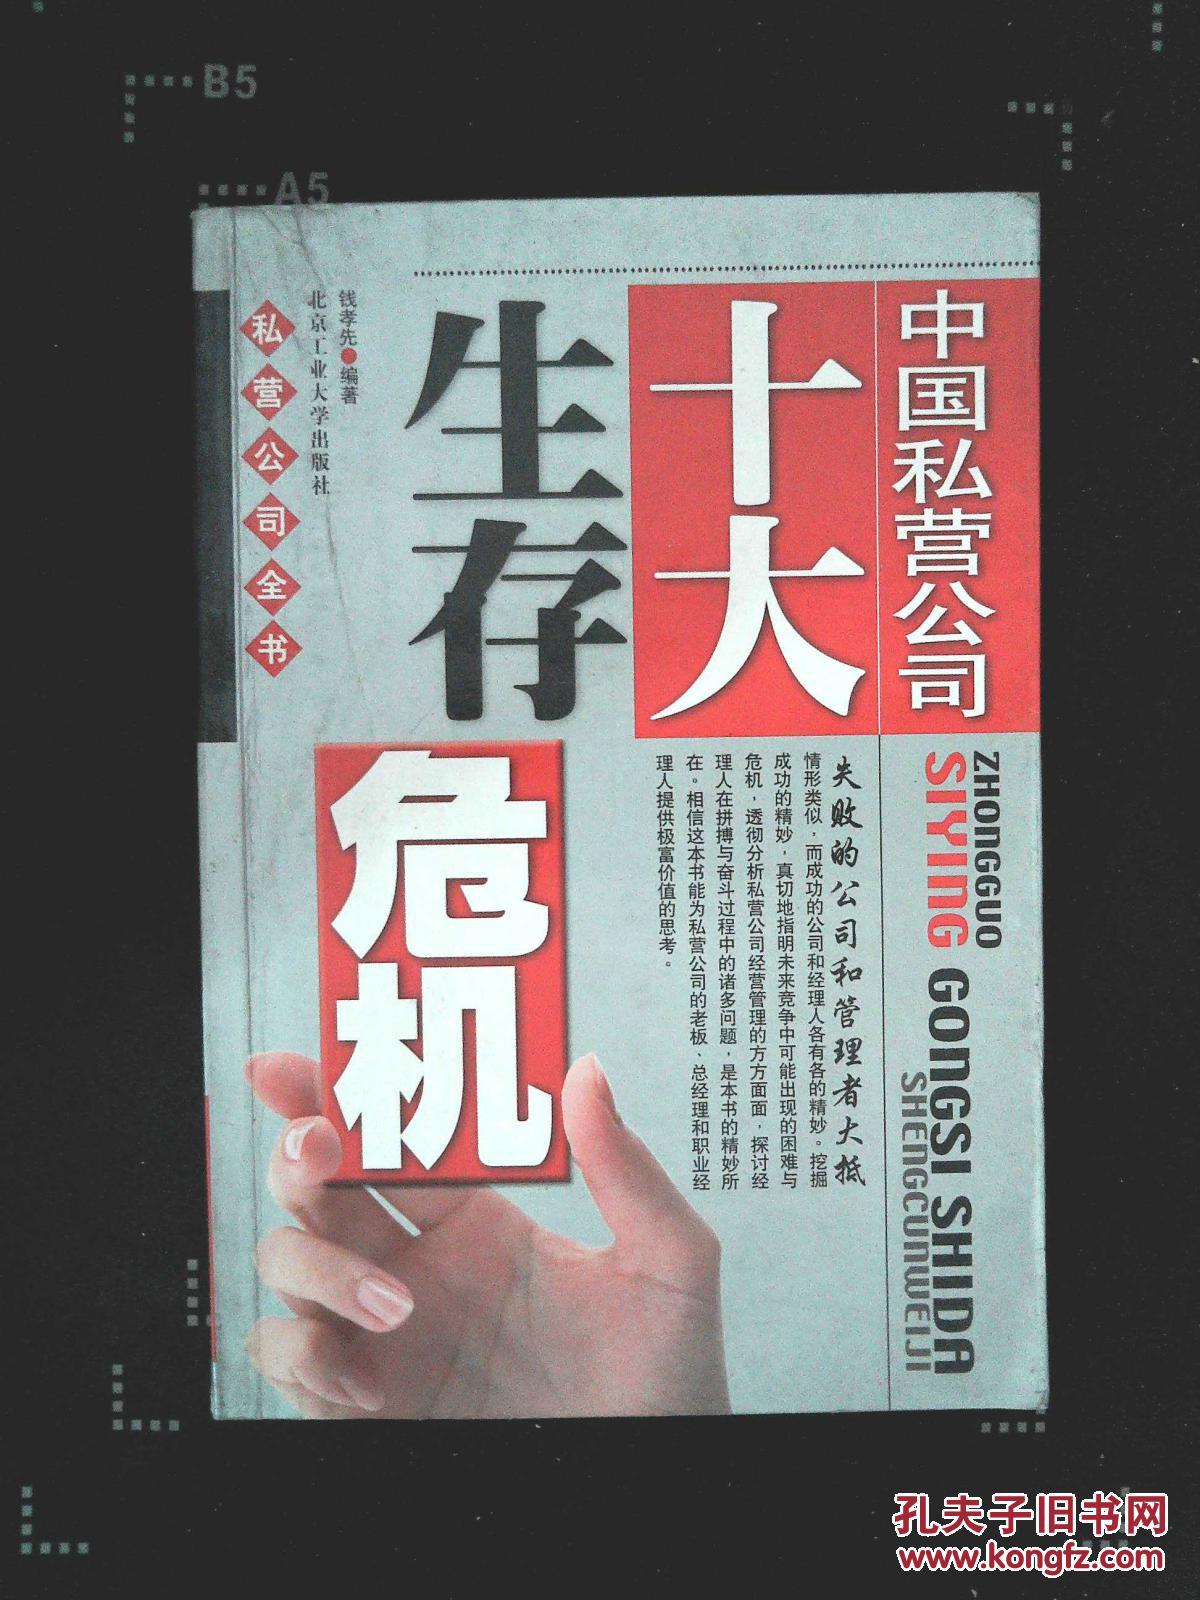 B5
A5
中国私营公司
十大
生存
危机
ZHONGGUO
SIYING GONGSI SHIDA
SHENGCUNWEIJI
失败的公司和管理者大抵
情形类似，而成功的公司和经理人各有各的精妙。挖掘
成功的精妙，真切地指明未来竞争中可能出现的困难与
危机，透彻分析私营公司经营管理的方方面面，探讨经
理人在拼搏与奋斗过程中的诸多问题，是本书的精妙所
在。相信这本书能为私营公司的老板、总经理和职业经
理人提供极富价值的思考。
钱孝先●编著
北京工业大学出版社
私营公司全书
孔夫子旧书网
www.kongfz.com